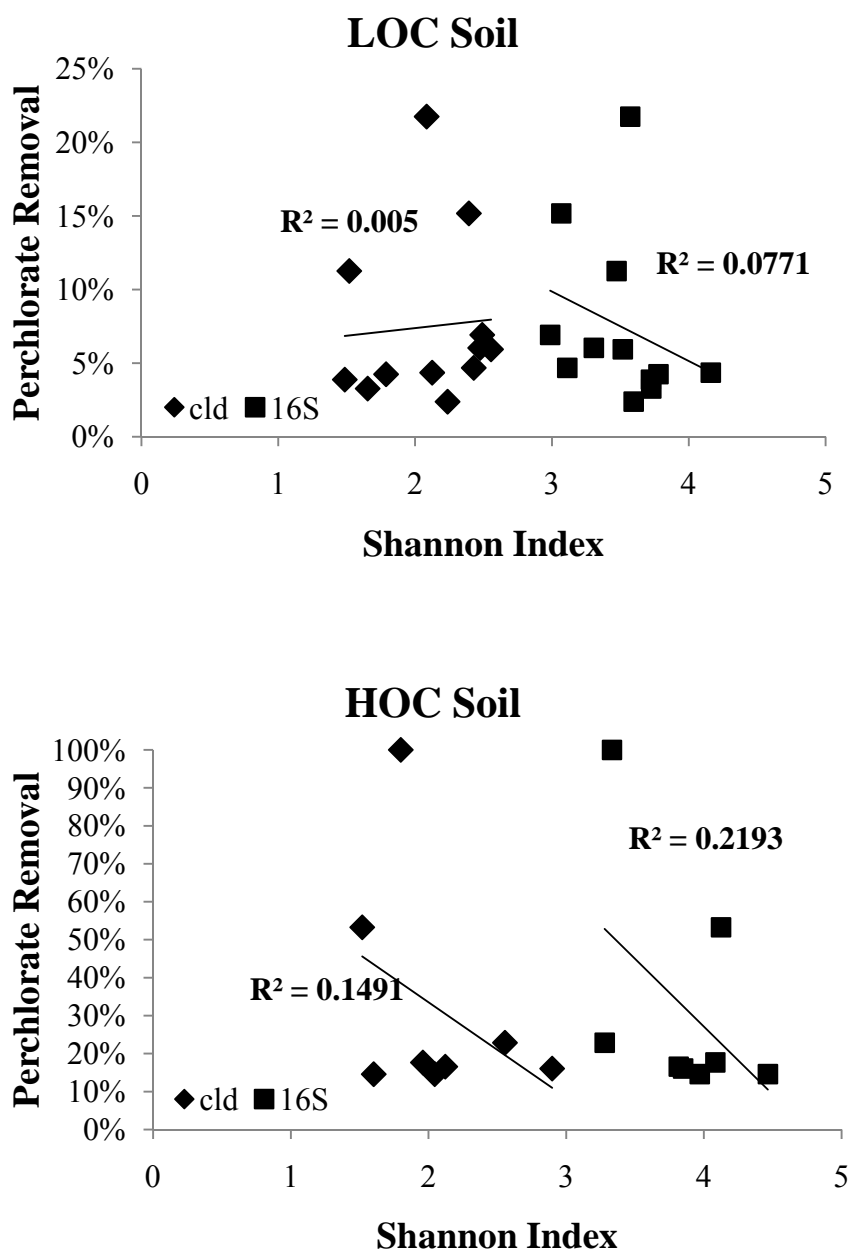 LOC Soil
25%
20%
15%
10%
5%
0%
Perchlorate Removal
R² = 0.005
R² = 0.0771
cld 16S
0 1 2 3 4 5
Shannon Index
HOC Soil
100%
90%
80%
70%
60%
50%
40%
30%
20%
10%
0%
Perchlorate Removal
R² = 0.2193
R² = 0.1491
cld 16S
0 1 2 3 4 5
Shannon Index